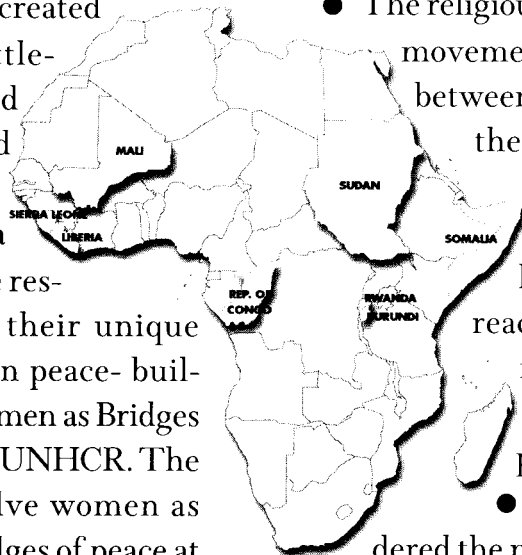 created
ttle-
d
d
a
res-
their unique
n peace- buil-
men as Bridges
UNHCR. The
lve women as
dges of peace at
MALI
SUDAN
SIERRA LEONE
LIBERIA
SOMALIA
REP. OF
CONGO
RWANDA
BURUNDI
● The religiou
moveme
between
the
reac
●
dered the